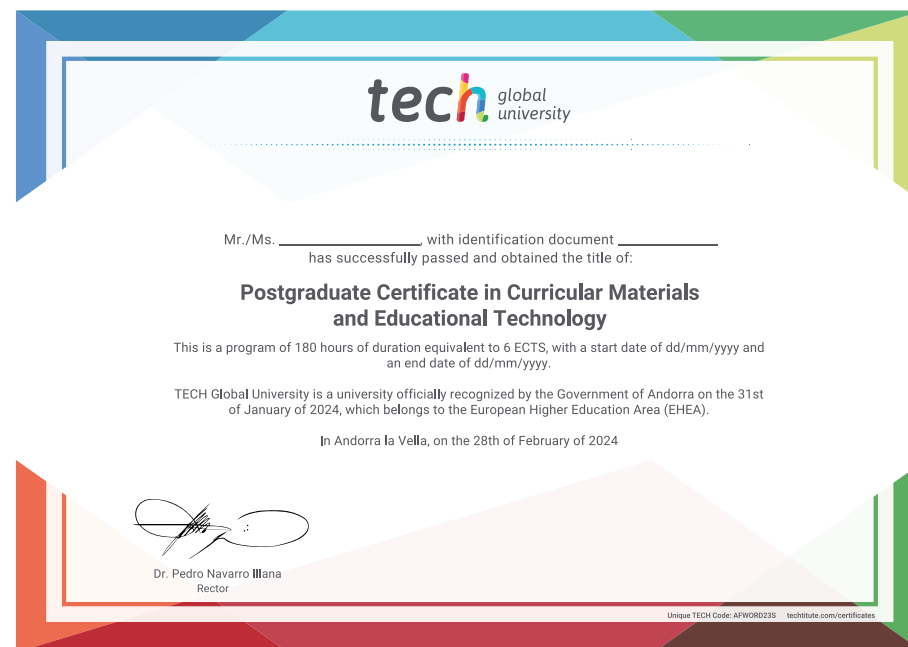 tech global university
Mr./Ms. ____________, with identification document ____________
has successfully passed and obtained the title of:
Postgraduate Certificate in Curricular Materials
and Educational Technology
This is a program of 180 hours of duration equivalent to 6 ECTS, with a start date of dd/mm/yyyy and
an end date of dd/mm/yyyy.
TECH Global University is a university officially recognized by the Government of Andorra on the 31st
of January of 2024, which belongs to the European Higher Education Area (EHEA).
In Andorra la Vella, on the 28th of February of 2024
Dr. Pedro Navarro Illana
Rector
Unique TECH Code: AFWORD23S techtitute.com/certificates